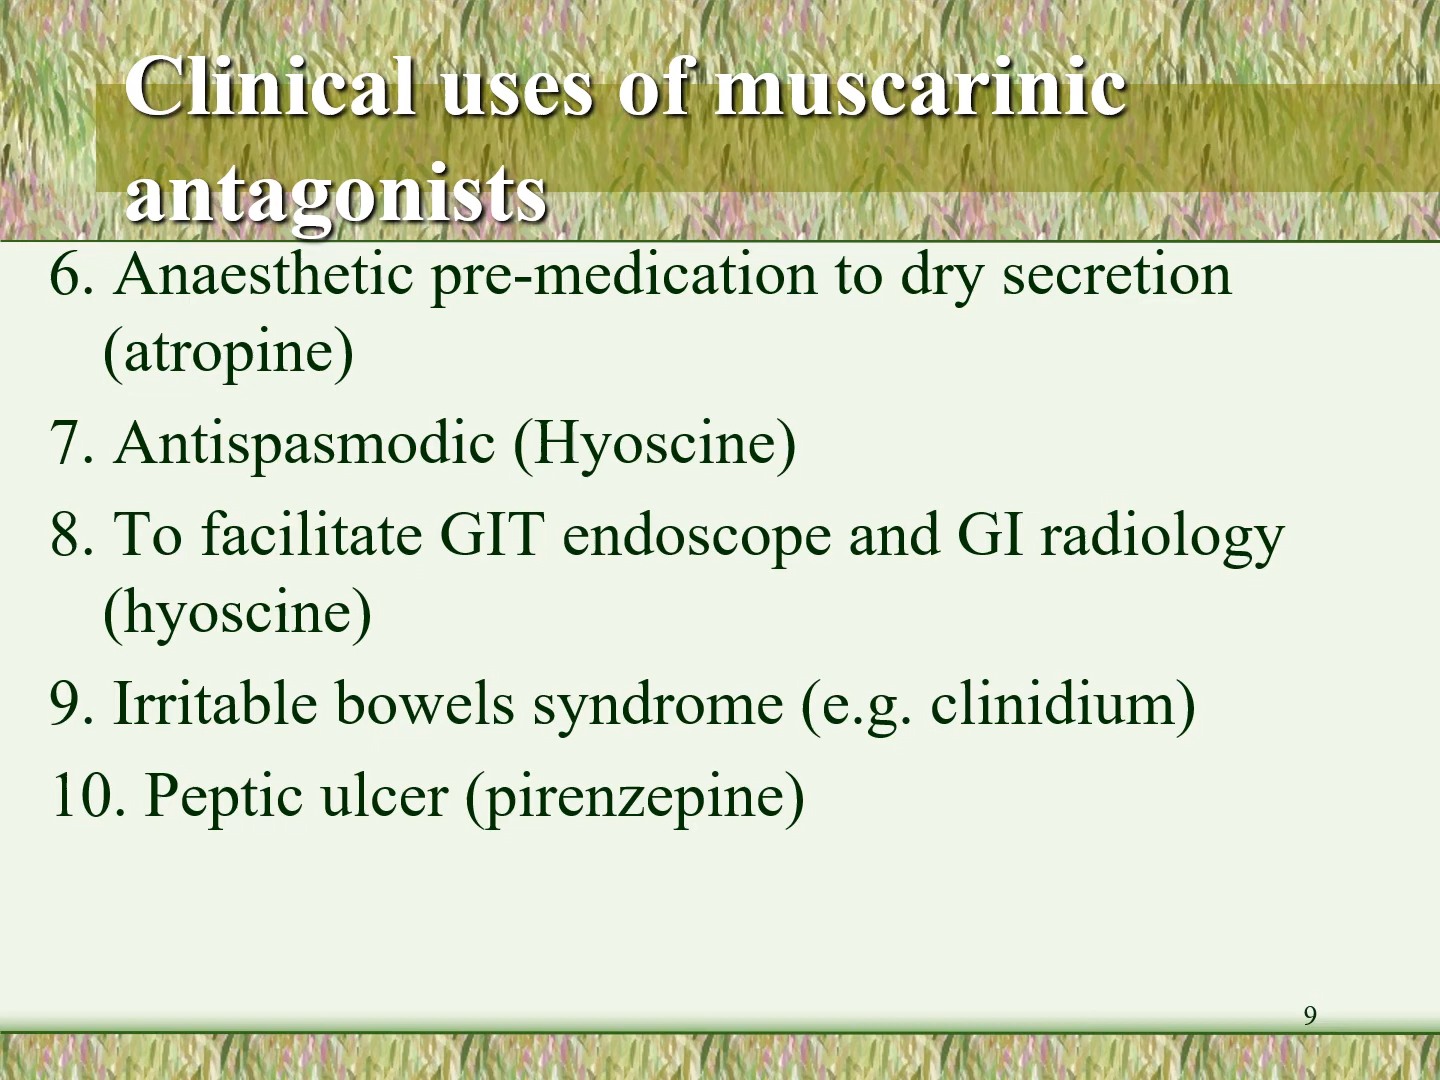 Clinical uses of muscarinic
antagonists
6. Anaesthetic pre-medication to dry secretion
(atropine)
7. Antispasmodic (Hyoscine)
8. To facilitate GIT endoscope and GI radiology
(hyoscine)
9. Irritable bowels syndrome (e.g. clinidium)
10. Peptic ulcer (pirenzepine)
9